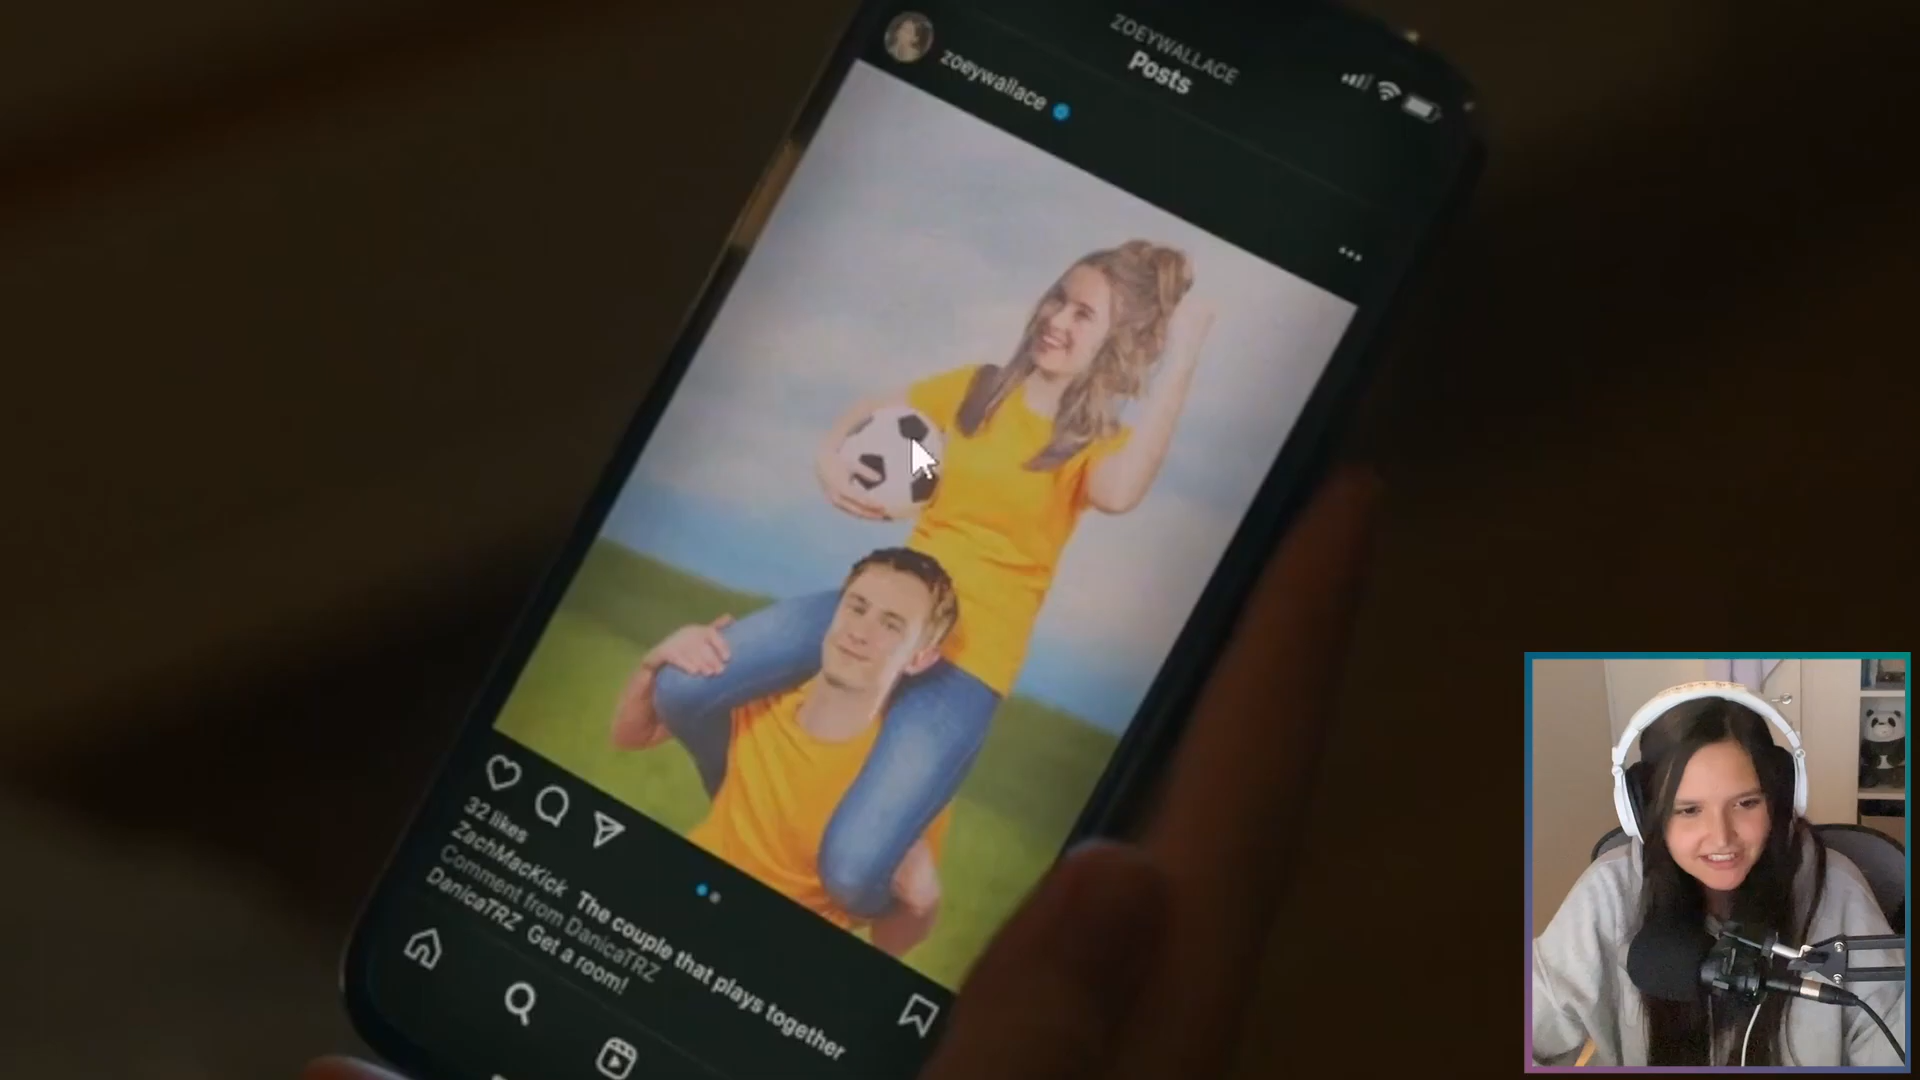 ZOEYWALLACE
Posts
zoeywallace
32 likes
ZachMacKick The couple that plays together
Comment from DanicaTRZ
DanicaTRZ Get a room!